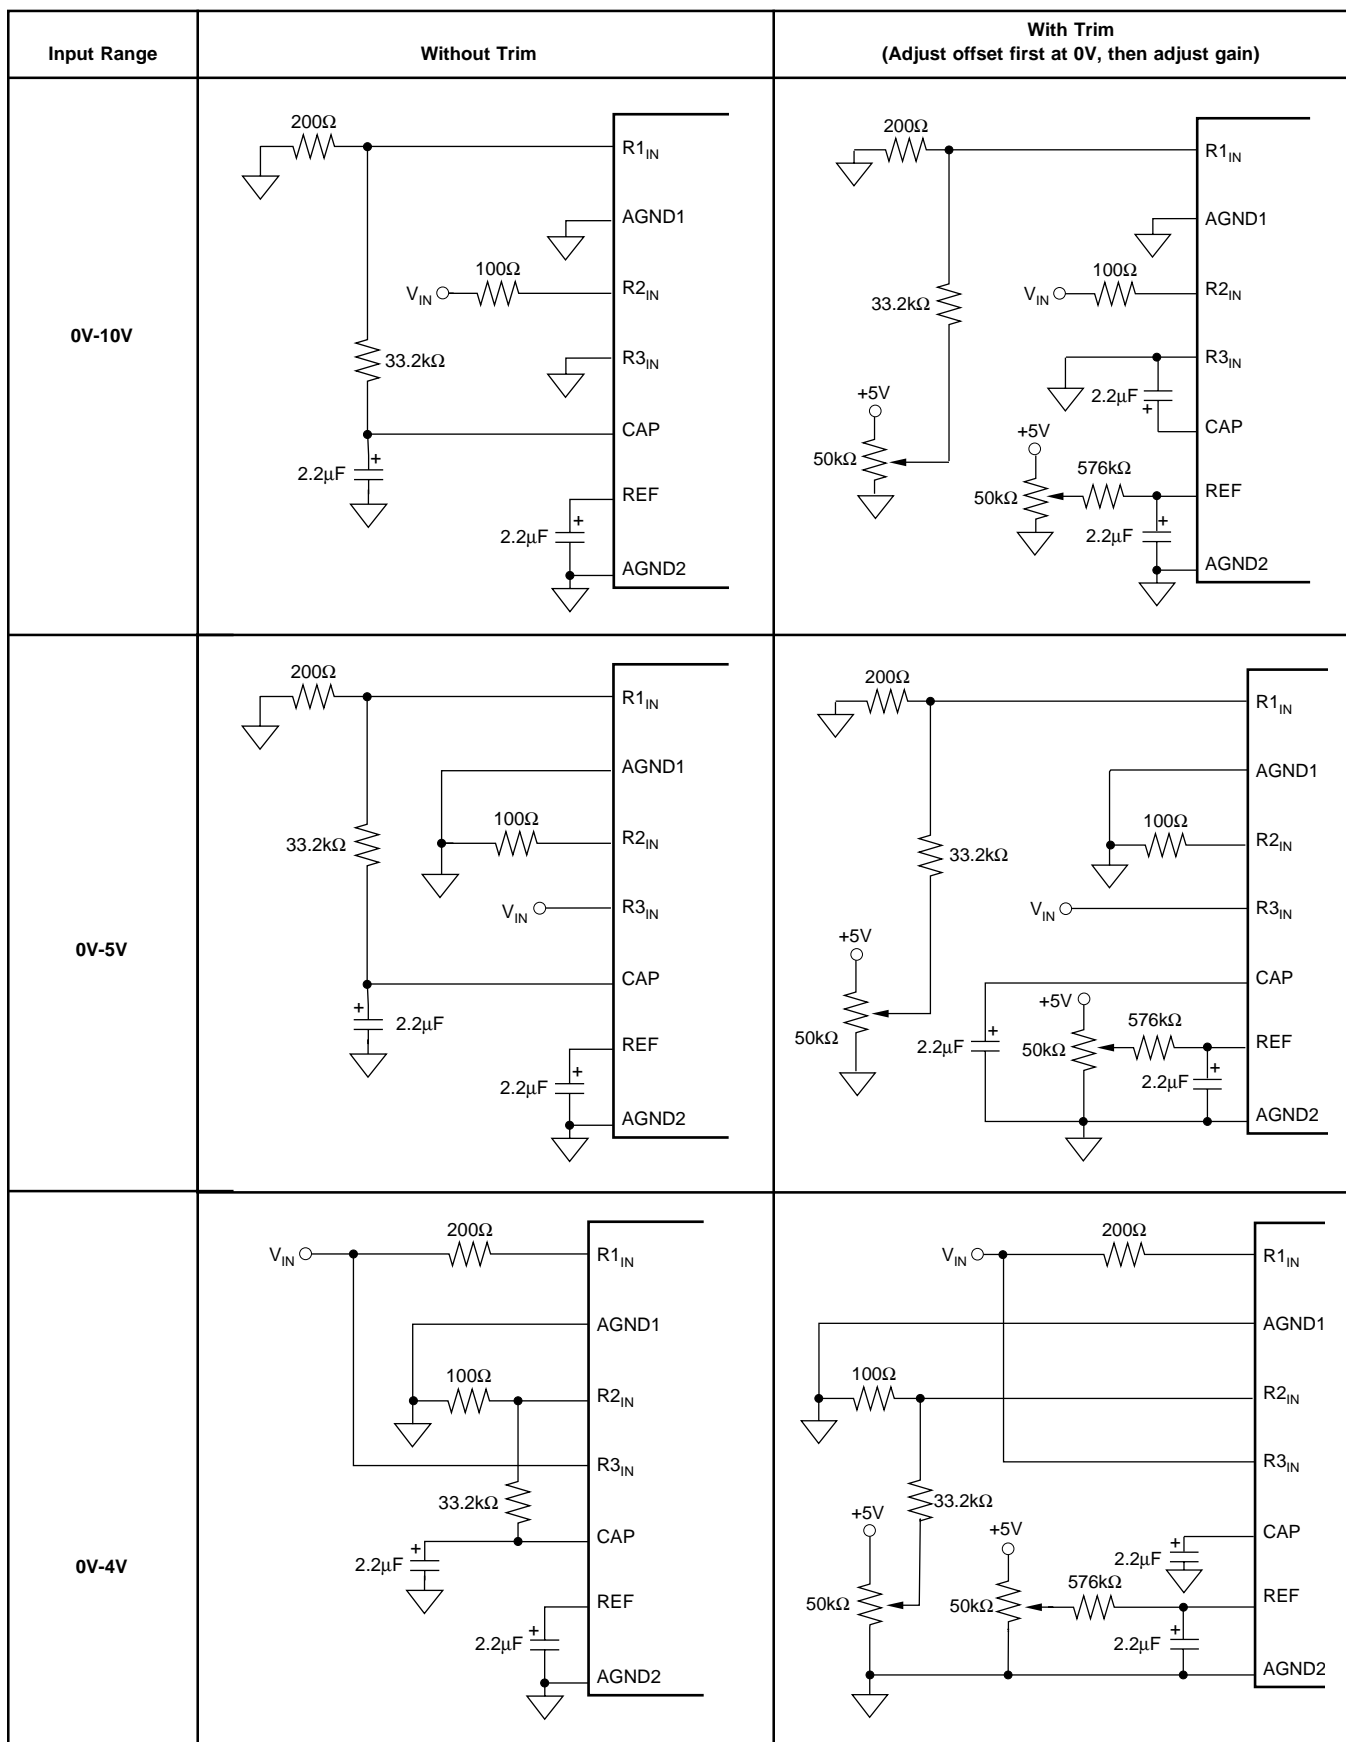 Input Range
Without Trim
With Trim
(Adjust offset first at 0V, then adjust gain)
0V-10V
200Ω
R1IN
AGND1
100Ω
VIN
R2IN
33.2kΩ
R3IN
CAP
+
2.2µF
REF
+
2.2µF
AGND2
200Ω
R1IN
AGND1
100Ω
VIN
R2IN
33.2kΩ
R3IN
+5V
2.2µF
+
CAP
50kΩ
+5V
576kΩ
REF
50kΩ
+
2.2µF
AGND2
0V-5V
200Ω
R1IN
AGND1
100Ω
33.2kΩ
R2IN
VIN
R3IN
CAP
+
2.2µF
REF
+
2.2µF
AGND2
200Ω
R1IN
AGND1
100Ω
33.2kΩ
R2IN
VIN
R3IN
+5V
CAP
50kΩ
+
2.2µF
+5V
50kΩ
576kΩ
REF
+
2.2µF
AGND2
0V-4V
VIN
200Ω
R1IN
AGND1
100Ω
R2IN
R3IN
33.2kΩ
CAP
+
2.2µF
REF
+
2.2µF
AGND2
VIN
200Ω
R1IN
AGND1
100Ω
R2IN
R3IN
33.2kΩ
+5V
+5V
CAP
+
2.2µF
50kΩ
50kΩ
576kΩ
REF
+
2.2µF
AGND2